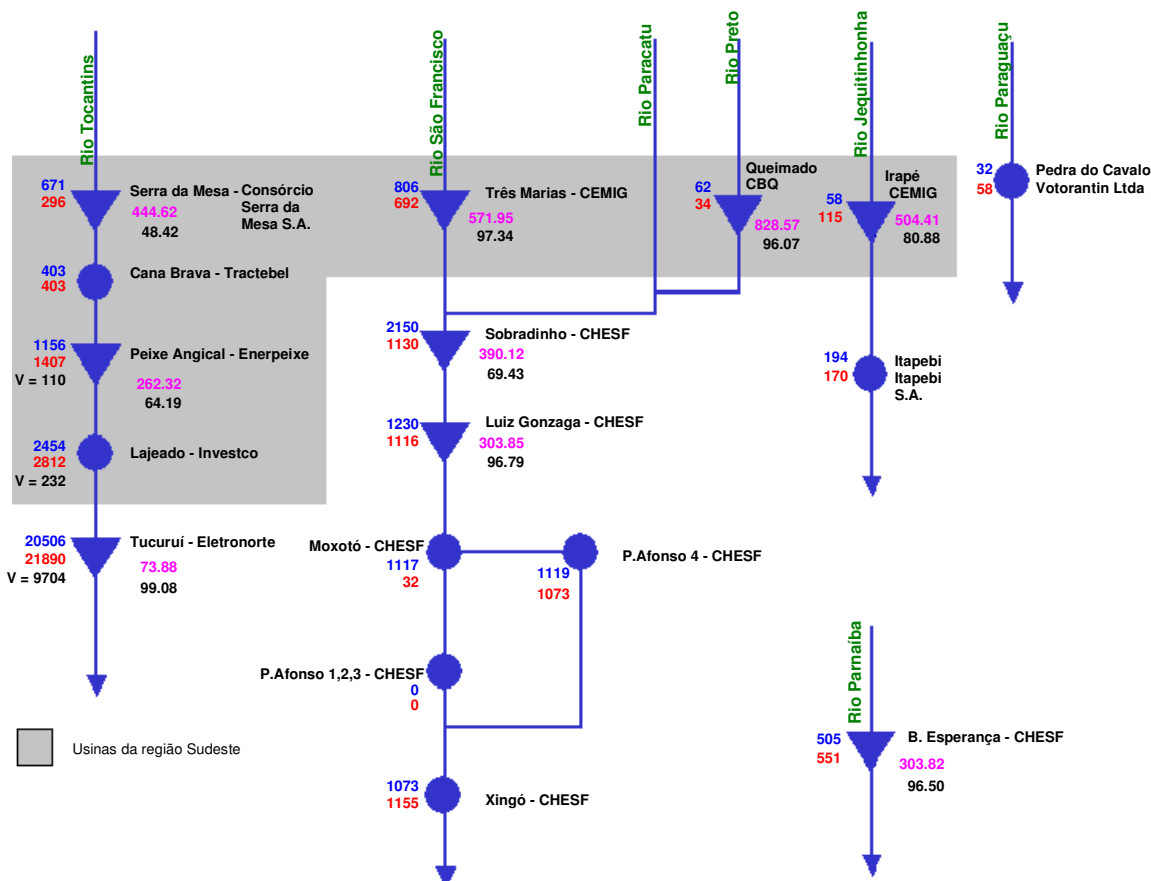 Rio Tocantins
671
296
Serra da Mesa - Consórcio
Serra da
Mesa S.A.
444.62
48.42
403
403
Cana Brava - Tractebel
1156
1407
V = 110
Peixe Angical - Enerpeixe
262.32
64.19
2454
2812
V = 232
Lajeado - Investco
20506
21890
V = 9704
Tucuruí - Eletronorte
73.88
99.08
Usinas da região Sudeste
Rio São Francisco
806
692
Três Marias - CEMIG
571.95
97.34
Rio Paracatu
Rio Preto
Queimado
CBQ
62
34
828.57
96.07
2150
1130
Sobradinho - CHESF
390.12
69.43
1230
1116
Luiz Gonzaga - CHESF
303.85
96.79
Moxotó - CHESF
1117
32
P.Afonso 4 - CHESF
1119
1073
P.Afonso 1,2,3 - CHESF
0
0
1073
1155
Xingó - CHESF
Rio Jequitinhonha
Irapé
CEMIG
58
115
504.41
80.88
194
170
Itapebi
Itapebi
S.A.
Rio Paraguaçu
32
58
Pedra do Cavalo
Votorantin Ltda
Rio Parnaíba
505
551
B. Esperança - CHESF
303.82
96.50